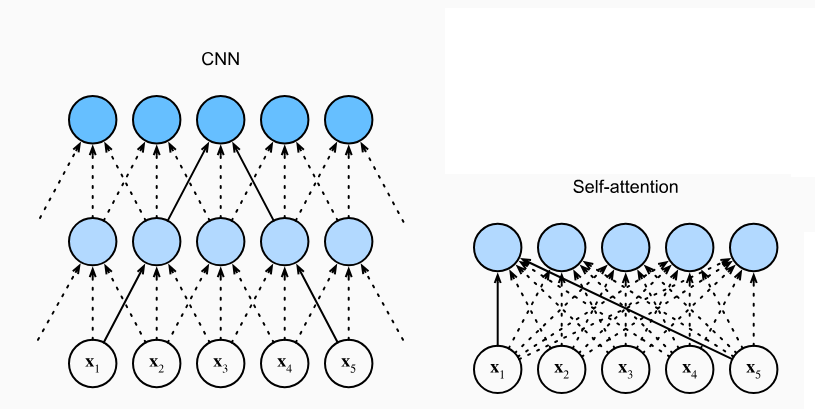 CNN
x1 x2 x3 x4 x5
Self-attention
x1 x2 x3 x4 x5